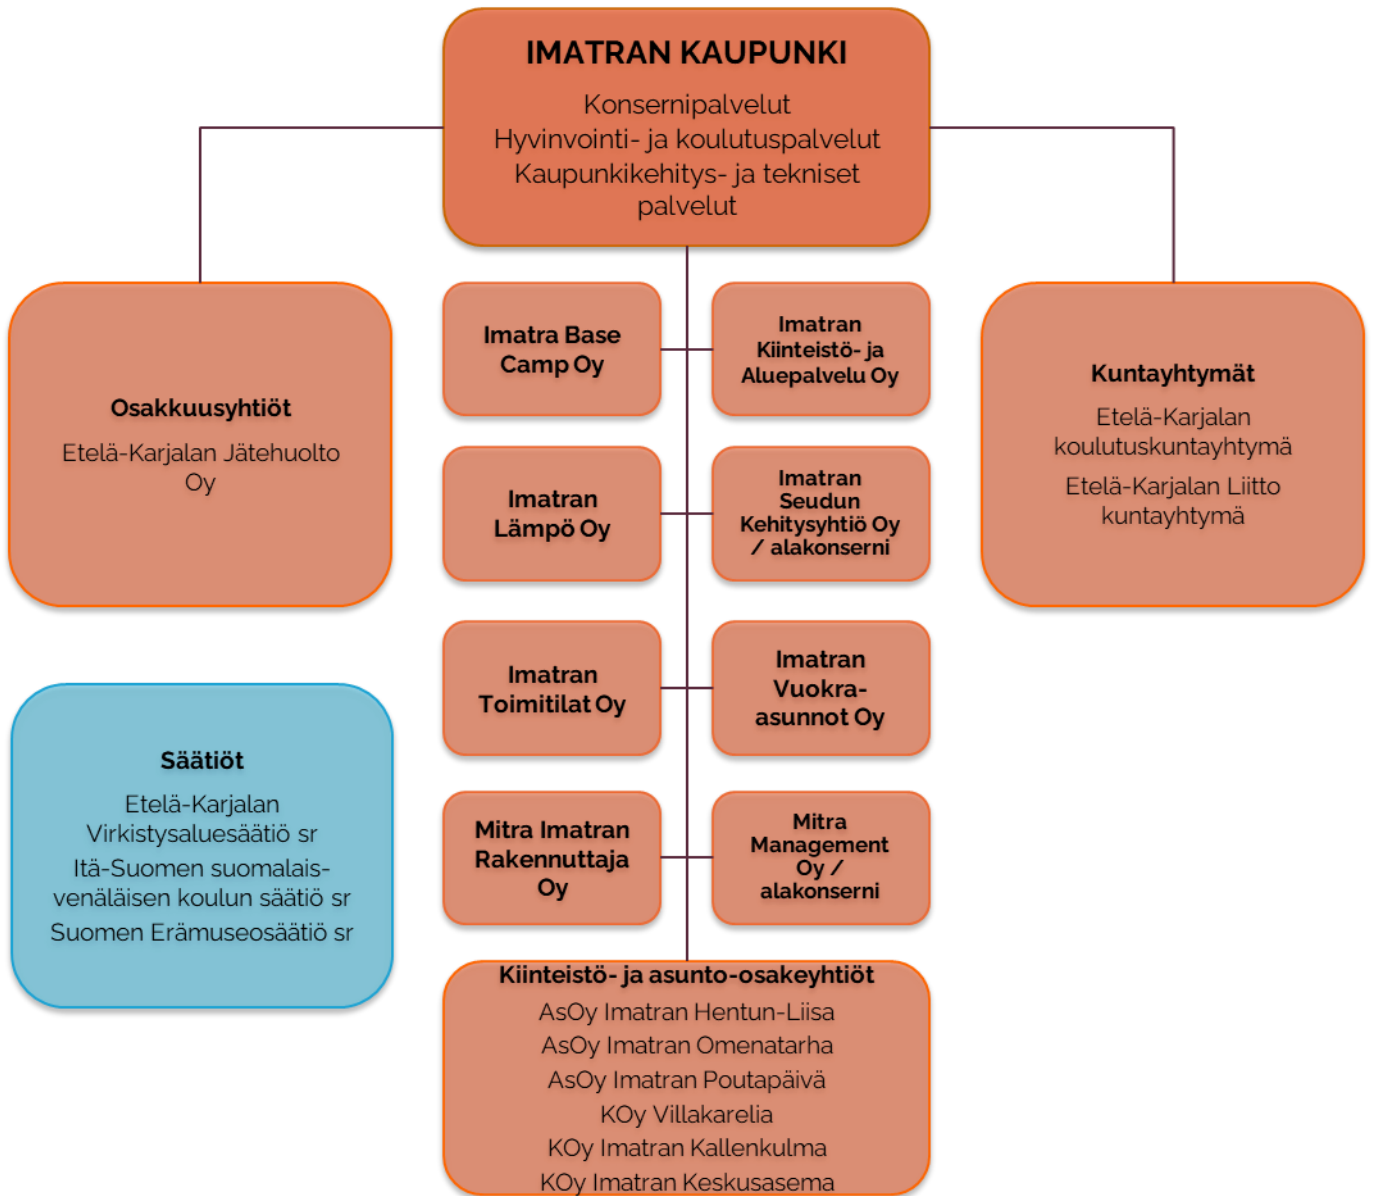 IMATRAN KAUPUNKI
Konsernipalvelut
Hyvinvointi- ja koulutuspalvelut
Kaupunkikehitys- ja tekniset
palvelut
Osakkuusyhtiöt
Etelä-Karjalan Jätehuolto
Oy
Säätiöt
Etelä-Karjalan
Virkistysaluesäätiö sr
Itä-Suomen suomalais-
venäläisen koulun säätiö sr
Suomen Erämuseosäätiö sr
Imatra Base
Camp Oy
Imatran
Kiinteistö- ja
Aluepalvelu Oy
Imatran
Lämpö Oy
Imatran
Seudun
Kehitysyhtiö Oy
/ alakonserni
Imatran
Toimitilat Oy
Imatran
Vuokra-
asunnot Oy
Mitra Imatran
Rakennuttaja
Oy
Mitra
Management
Oy /
alakonserni
Kiinteistö- ja asunto-osakeyhtiöt
AsOy Imatran Hentun-Liisa
AsOy Imatran Omenatarha
AsOy Imatran Poutapäivä
KOy Villakarelia
KOy Imatran Kallenkulma
KOy Imatran Keskusasema
Kuntayhtymät
Etelä-Karjalan
koulutuskuntayhtymä
Etelä-Karjalan Liitto
kuntayhtymä